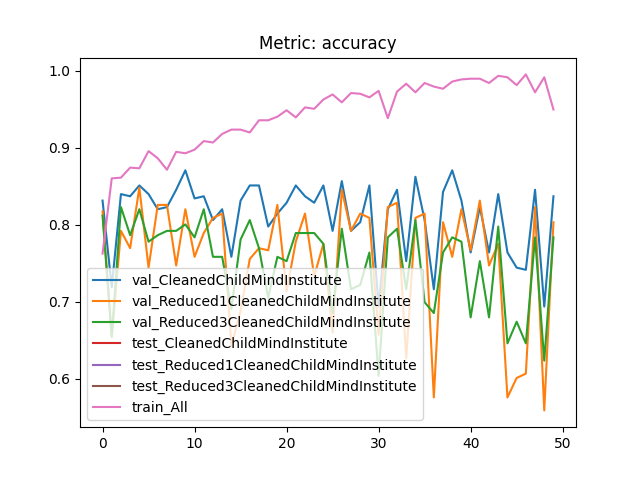 Metric: accuracy
1.0
0.9
0.8
0.7
0.6
val_CleanedChildMindInstitute
val_Reduced1CleanedChildMindInstitute
val_Reduced3CleanedChildMindInstitute
test_CleanedChildMindInstitute
test_Reduced1CleanedChildMindInstitute
test_Reduced3CleanedChildMindInstitute
train_All
0 10 20 30 40 50